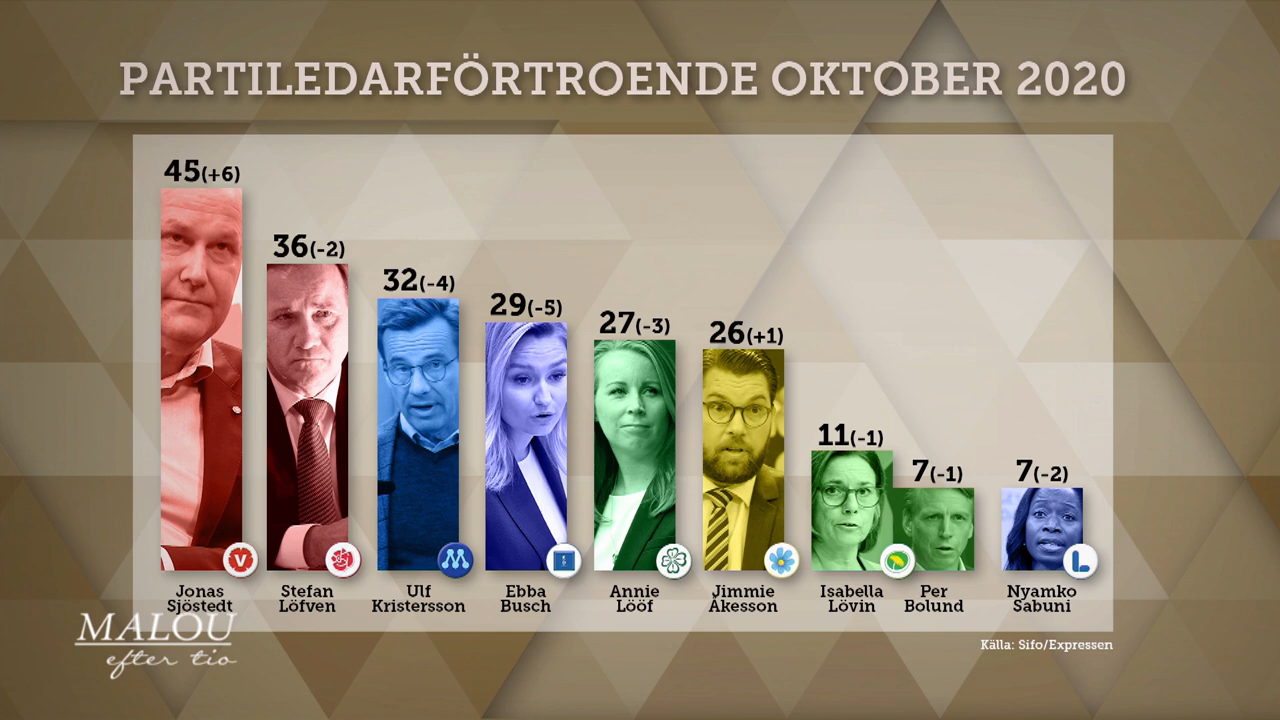 PARTILEDARFÖRTROENDE OKTOBER 2020
45(+6)
36(-2)
32(-4)
29(-5)
27(-3)
26(+1)
11(-1)
7(-1)
7(-2)
V
L
Jonas
Sjöstedt
Stefan
Löfven
Ulf
Kristersson
Ebba
Busch
Annie
Lööf
Jimmie
Åkesson
Isabella
Lövin
Per
Bolund
Nyamko
Sabuni
MALOU
efter tio
Källa: Sifo/Expressen